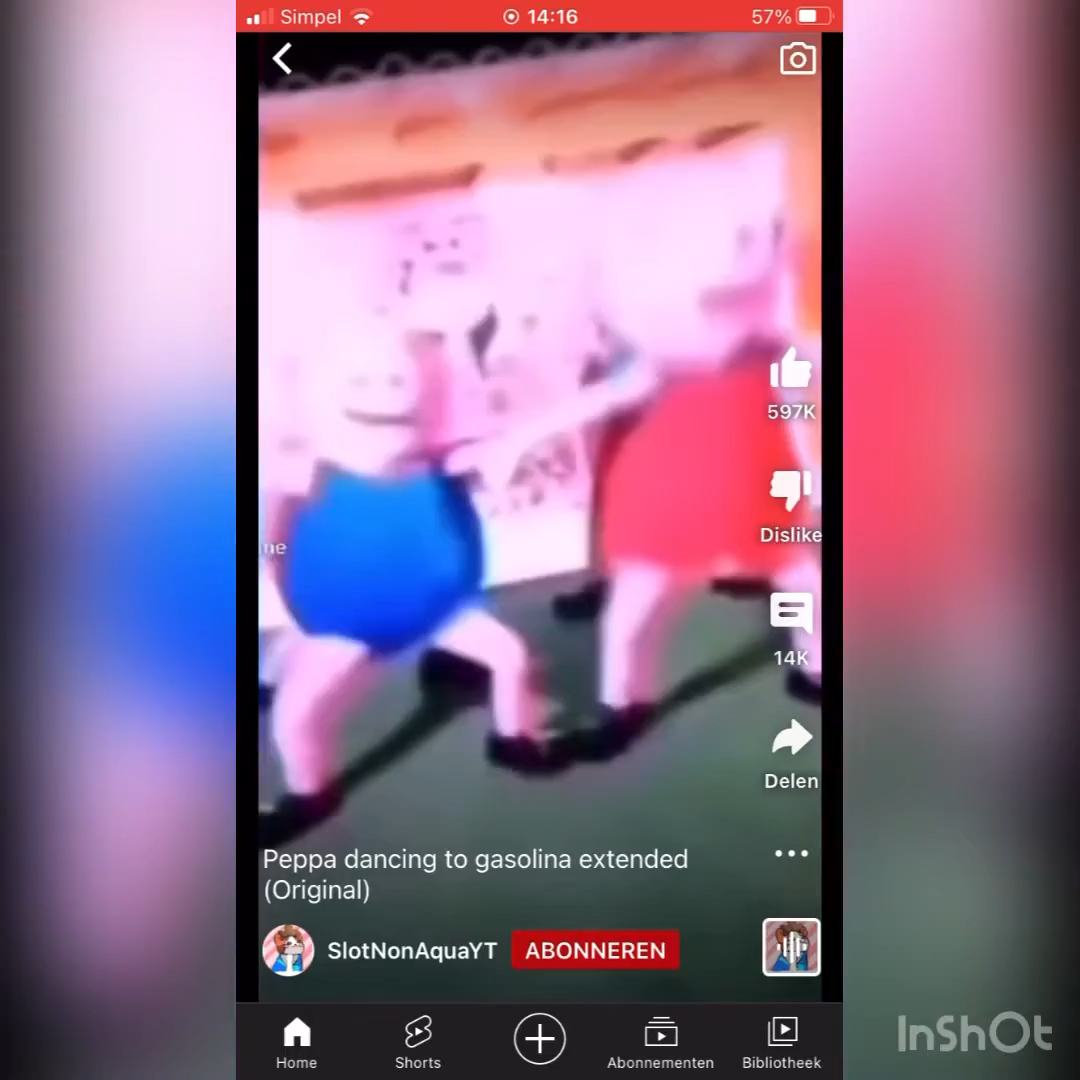 Simpel 14:16 57%
597K
Dislike
ne
14K
Delen
Peppa dancing to gasolina extended
(Original)
SlotNonAquaYT ABONNEREN
Home Shorts Abonnementen Bibliotheek
InShOt